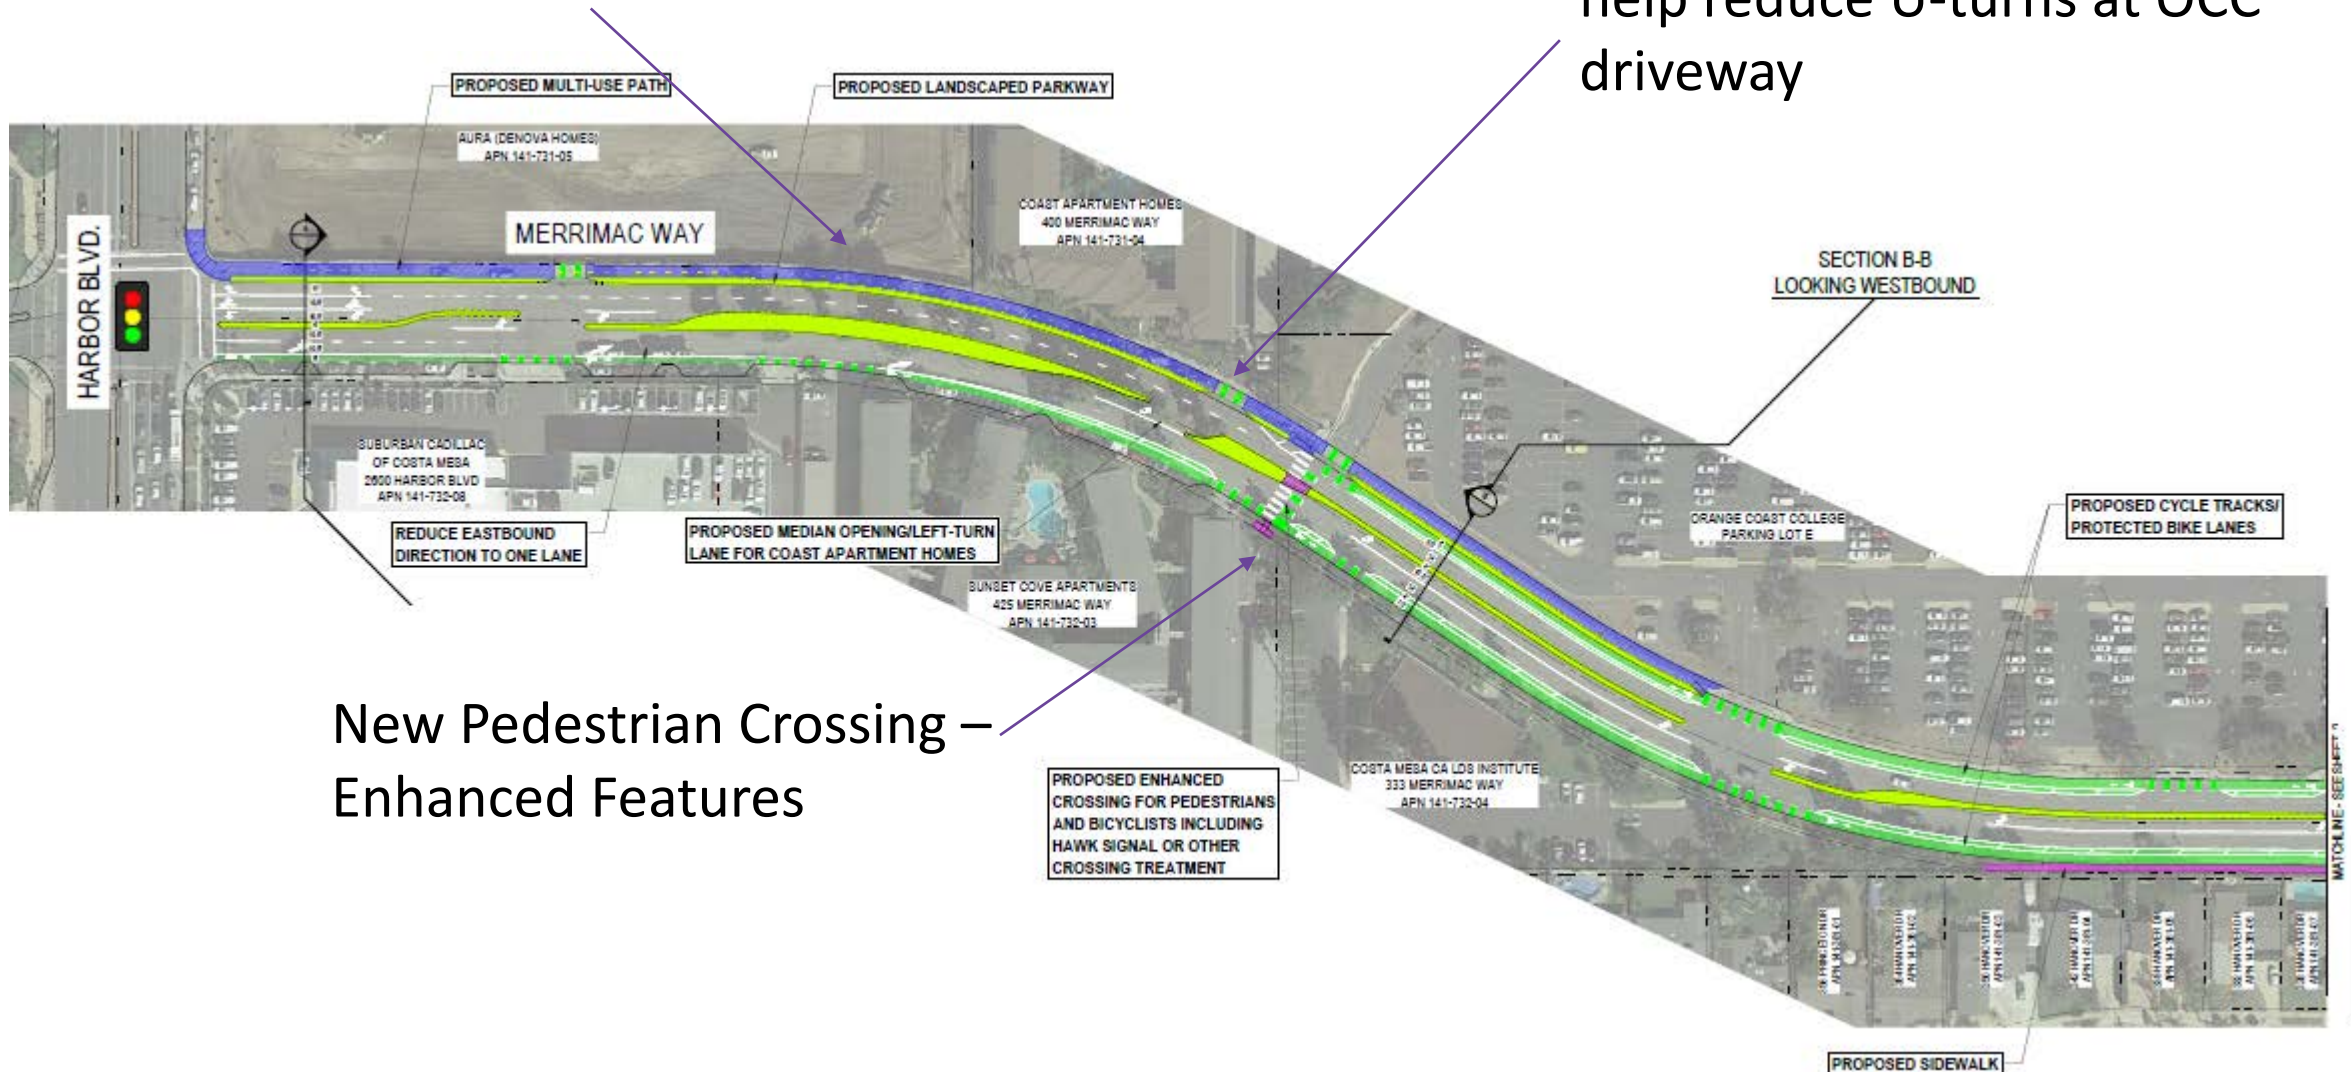 help reduce U-turns at OCC
driveway
PROPOSED MULTI-USE PATH
PROPOSED LANDSCAPED PARKWAY
AURA (DENOVA HOMES)
APN 141-731-05
COAST APARTMENT HOMES
400 MERRIMAC WAY
APN 141-731-04
MERRIMAC WAY
HARBOR BLVD.
SECTION B-B
LOOKING WESTBOUND
SUBURBAN CADILLAC
OF COSTA MESA
2600 HARBOR BLVD
APN 141-732-08
REDUCE EASTBOUND
DIRECTION TO ONE LANE
PROPOSED MEDIAN OPENING/LEFT-TURN
LANE FOR COAST APARTMENT HOMES
ORANGE COAST COLLEGE
PARKING LOT E
PROPOSED CYCLE TRACKS/
PROTECTED BIKE LANES
SUNSET COVE APARTMENTS
425 MERRIMAC WAY
APN 141-732-03
New Pedestrian Crossing –
Enhanced Features
PROPOSED ENHANCED
CROSSING FOR PEDESTRIANS
AND BICYCLISTS INCLUDING
HAWK SIGNAL OR OTHER
CROSSING TREATMENT
COSTA MESA CA LDS INSTITUTE
333 MERRIMAC WAY
APN 141-732-04
MATCHLINE - SEE SHEET
PROPOSED SIDEWALK